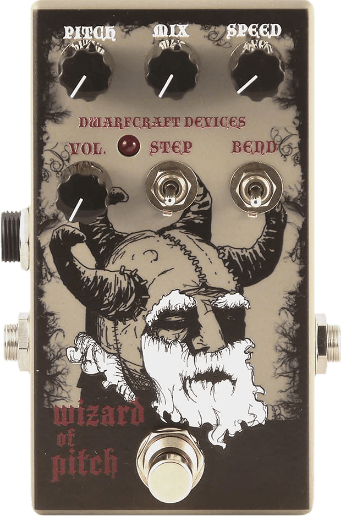 PITCH MIX SPEED
DWARFCRAFT DEVICES
VOL. STEP BEND
wizard
of
pitch